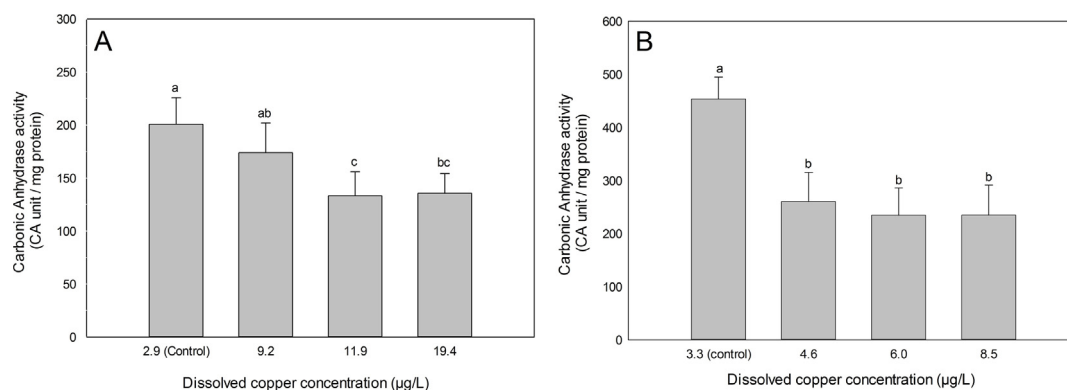 A
Carbonic Anhydrase activity
(CA unit / mg protein)
300
250
200
150
100
50
0
a
ab
c
bc
2.9 (Control)
9.2
11.9
19.4
Dissolved copper concentration (µg/L)
B
Carbonic Anhydrase activity
(CA unit / mg protein)
600
500
400
300
200
100
0
a
b
b
b
3.3 (control)
4.6
6.0
8.5
Dissolved copper concentration (µg/L)